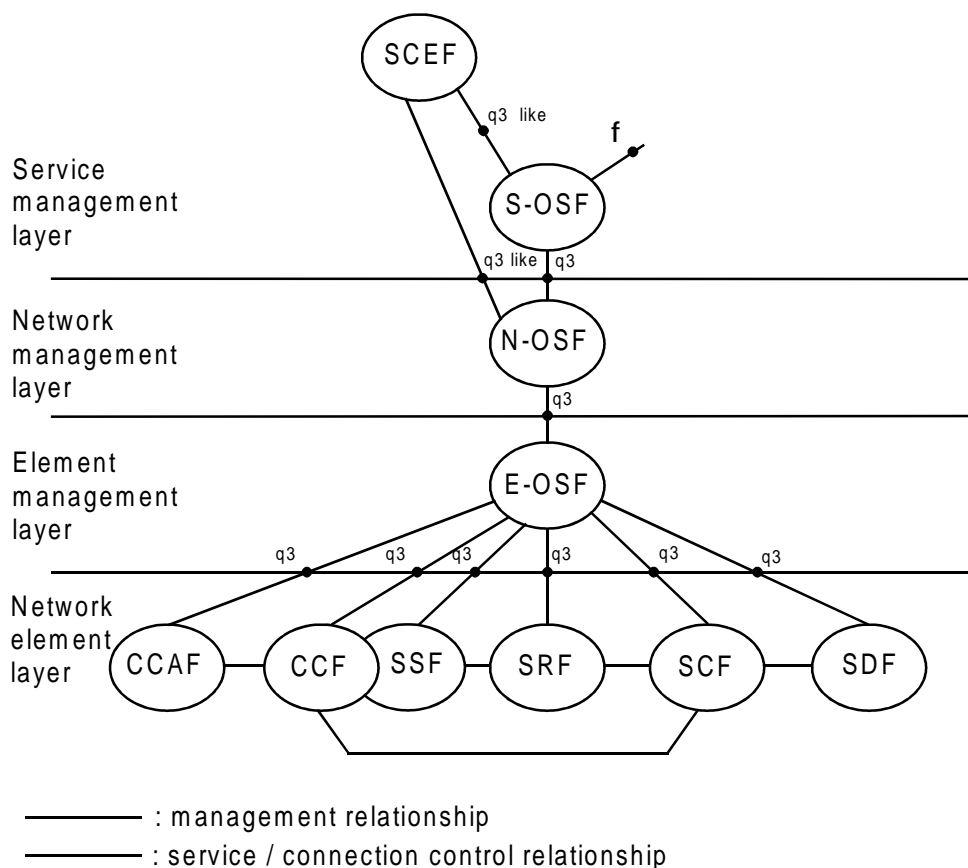 SCEF
q3 like
f
Service
management
layer
S-OSF
q3 like q3
Network
management
layer
N-OSF
q3
Element
management
layer
E-OSF
q3 q3 q3 q3 q3 q3
Network
element
layer
CCAF CCF SSF SRF SCF SDF
: management relationship
: service / connection control relationship